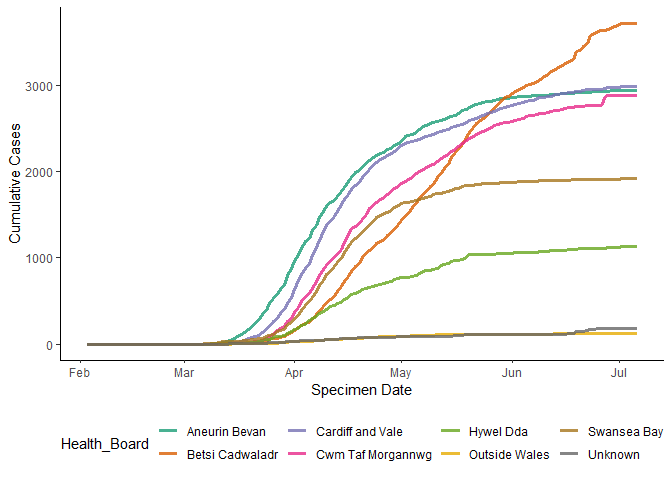 Cumulative Cases
3000
2000
1000
0
Feb Mar Apr May Jun Jul
Specimen Date
Health_Board
Aneurin Bevan Cardiff and Vale Hywel Dda Swansea Bay
Betsi Cadwaladr Cwm Taf Morgannwg Outside Wales Unknown